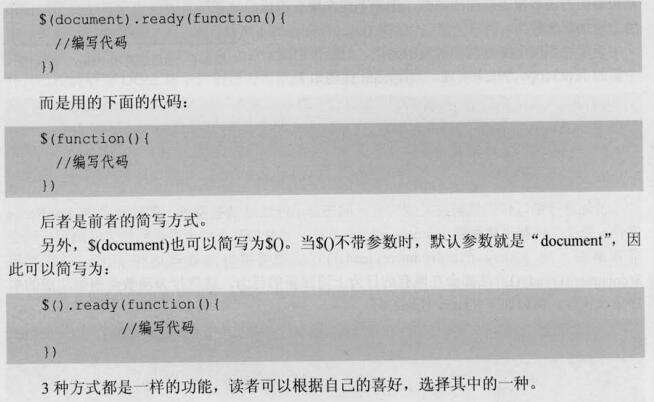 $(document).ready(function(){
//编写代码
})
而是用的下面的代码：
$(function(){
//编写代码
})
后者是前者的简写方式。
另外，$(document)也可以简写为$()。当$()不带参数时，默认参数就是“document”，因
此可以简写为：
$().ready(function(){
//编写代码
})
3 种方式都是一样的功能，读者可以根据自己的喜好，选择其中的一种。